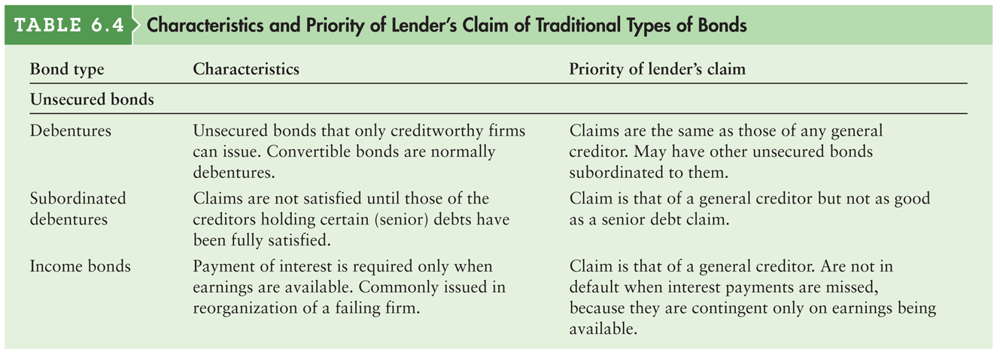 TABLE 6.4 Characteristics and Priority of Lender's Claim of Traditional Types of Bonds
Bond type Characteristics Priority of lender's claim
Unsecured bonds
Debentures Unsecured bonds that only creditworthy firms Claims are the same as those of any general
can issue. Convertible bonds are normally creditor. May have other unsecured bonds
debentures. subordinated to them.
Subordinated Claims are not satisfied until those of the Claim is that of a general creditor but not as good
debentures creditors holding certain (senior) debts have as a senior debt claim.
been fully satisfied.
Income bonds Payment of interest is required only when Claim is that of a general creditor. Are not in
earnings are available. Commonly issued in default when interest payments are missed,
reorganization of a failing firm. because they are contingent only on earnings being
available.